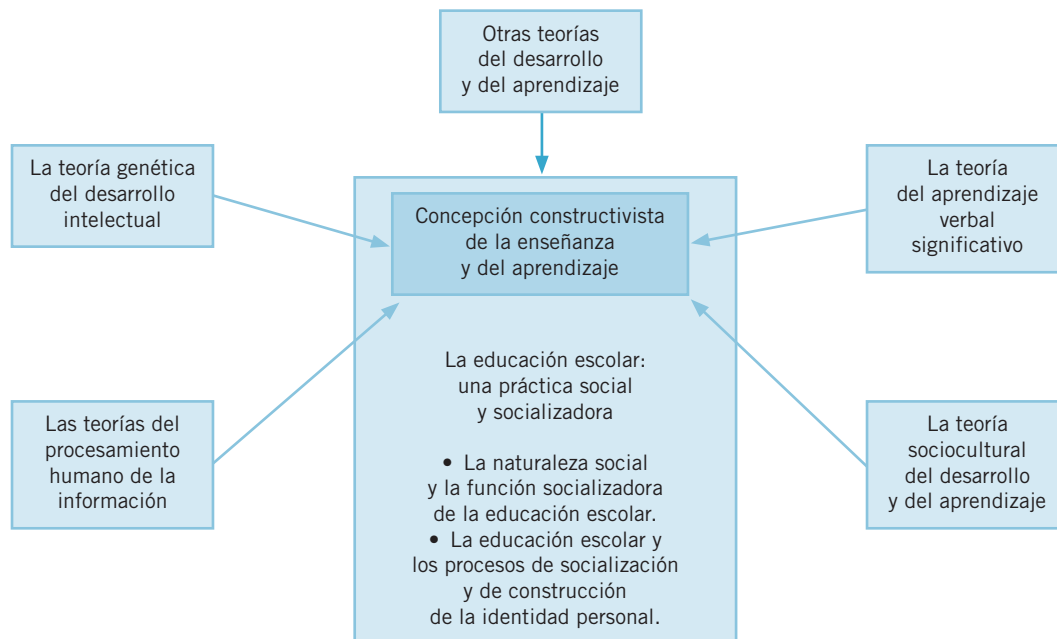 Otras teorías
del desarrollo
y del aprendizaje
La teoría genética
del desarrollo
intelectual
Concepción constructivista
de la enseñanza
y del aprendizaje
La teoría
del aprendizaje
verbal
significativo
Las teorías del
procesamiento
humano de la
información
La educación escolar:
una práctica social
y socializadora
• La naturaleza social
y la función socializadora
de la educación escolar.
• La educación escolar y
los procesos de socialización
y de construcción
de la identidad personal.
La teoría
sociocultural
del desarrollo
y del aprendizaje